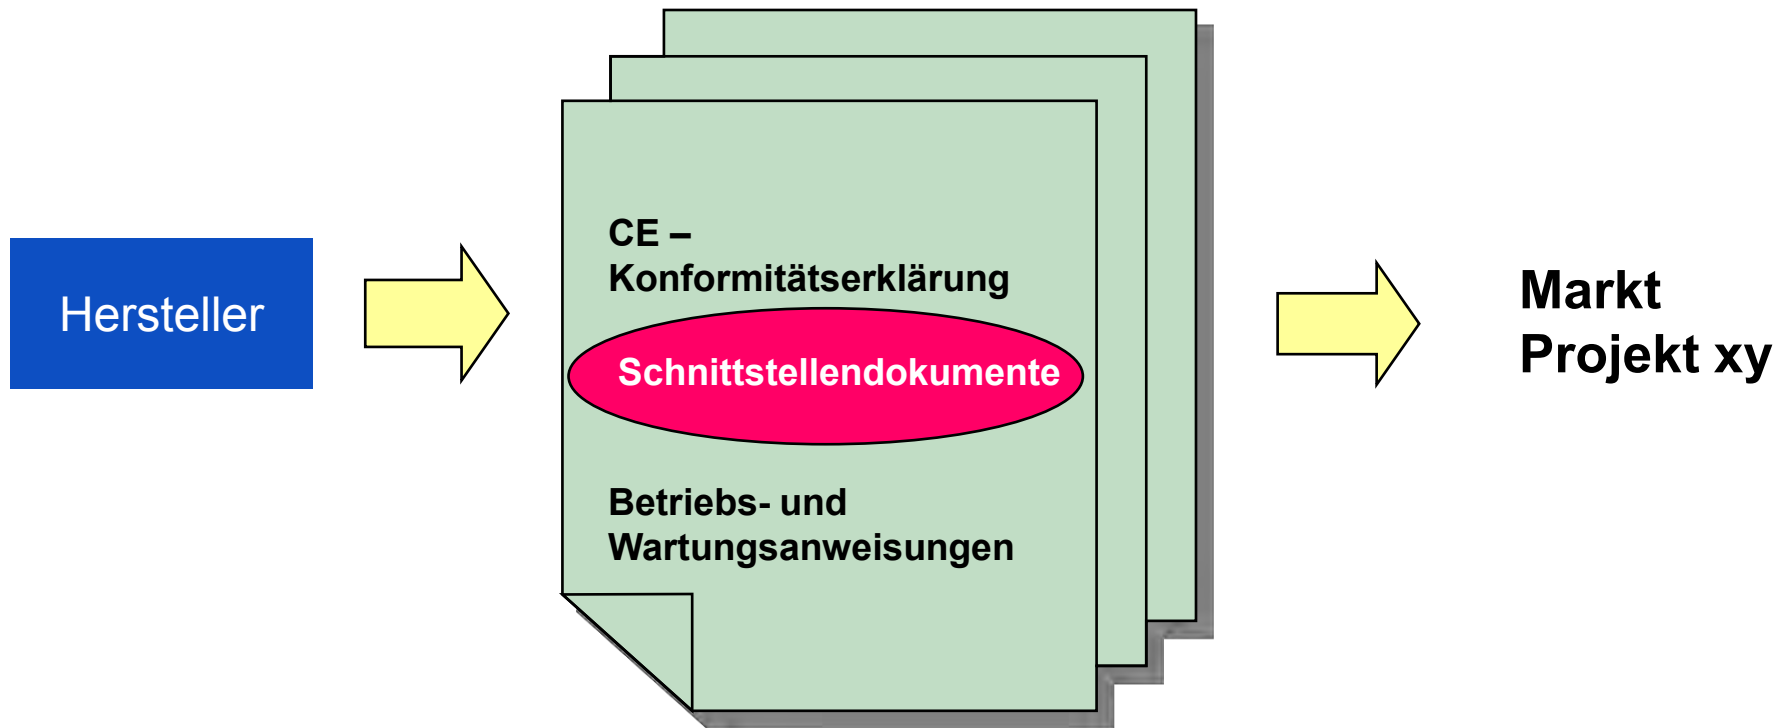 Hersteller
CE –
Konformitätserklärung
Schnittstellendokumente
Betriebs- und
Wartungsanweisungen
Markt
Projekt xy